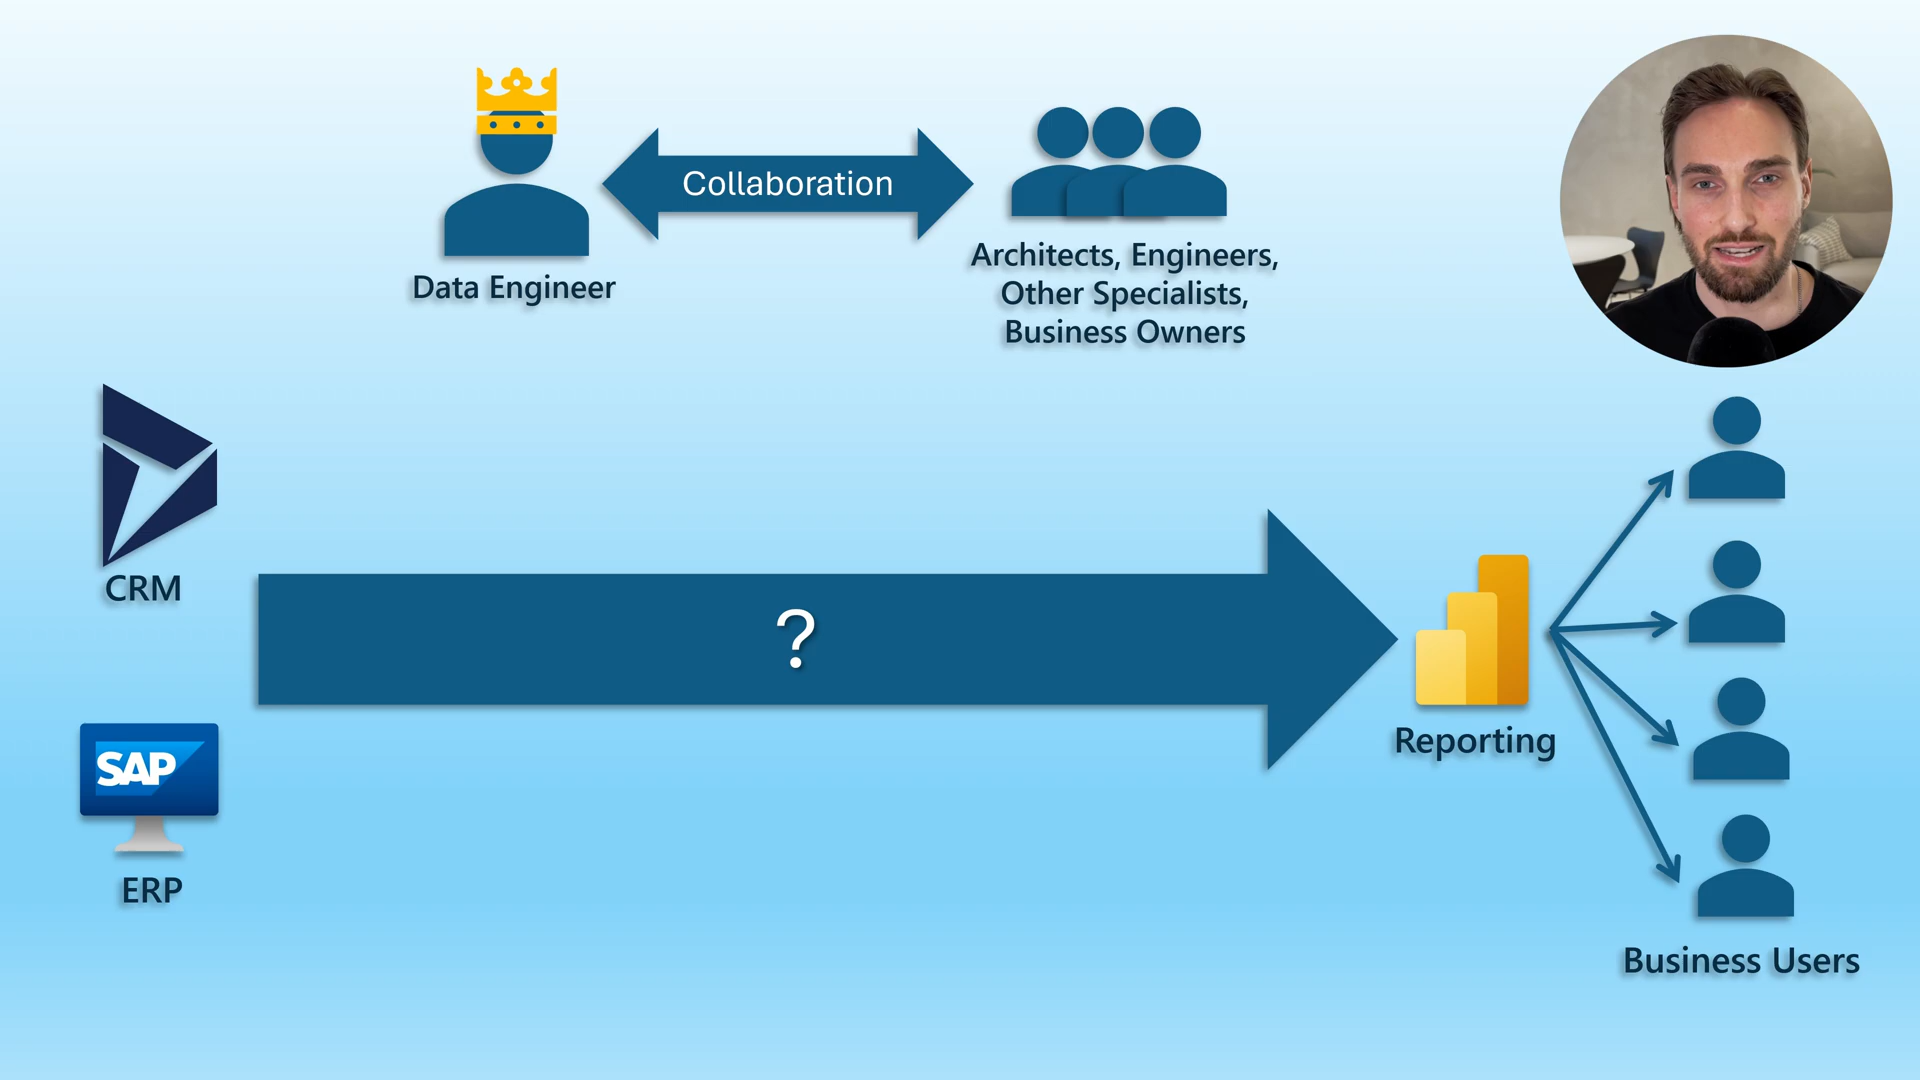 Collaboration
Data Engineer
Architects, Engineers,
Other Specialists,
Business Owners
CRM
?
SAP
ERP
Reporting
Business Users